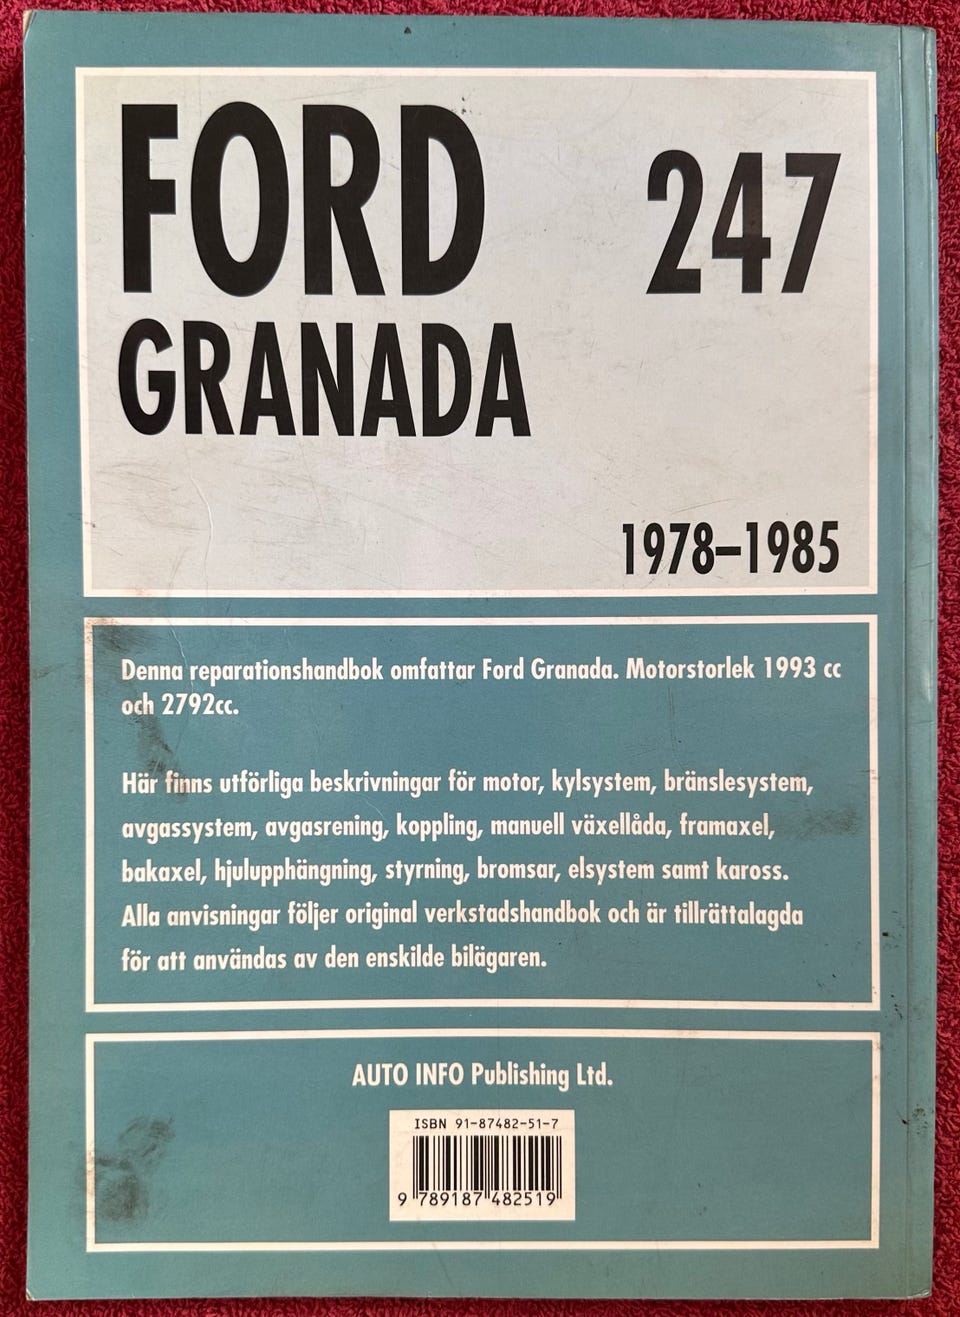 FORD
247
GRANADA
1978–1985
Denna reparationshandbok omfattar Ford Granada. Motorstorlek 1993 cc
och 2792cc.
Här finns utförliga beskrivningar för motor, kylsystem, bränslesystem,
avgassystem, avgasrening, koppling, manuell växellåda, framaxel,
bakaxel, hjulupphängning, styrning, bromsar, elsystem samt kaross.
Alla anvisningar följer original verkstadshandbok och är tillrättalagda
för att användas av den enskilde bilägaren.
AUTO INFO Publishing Ltd.
ISBN 91-87482-51-7
9 789187 482519